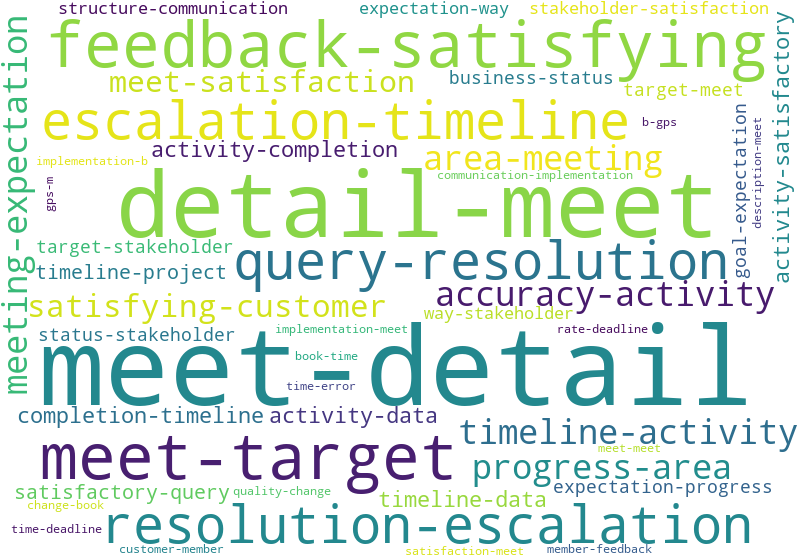 structure-communication expectation-way stakeholder-satisfaction
feedback-satisfying
meet-satisfaction business-status target-meet
escalation-timeline b-gps
activity-completion area-meeting
implementation-b communication-implementation
gps-m
detail-meet
meeting-expectation
activity-satisfactory
goal-expectation
description-meet
target-stakeholder query-resolution
timeline-project
satisfying-customer accuracy-activity
way-stakeholder
status-stakeholder implementation-meet rate-deadline
book-time
meet-detail
time-error
completion-timeline activity-data timeline-activity
meet-target meet-meet
progress-area
satisfactory-query quality-change timeline-data expectation-progress
change-book
time-deadline resolution-escalation
customer-member satisfaction-meet member-feedback